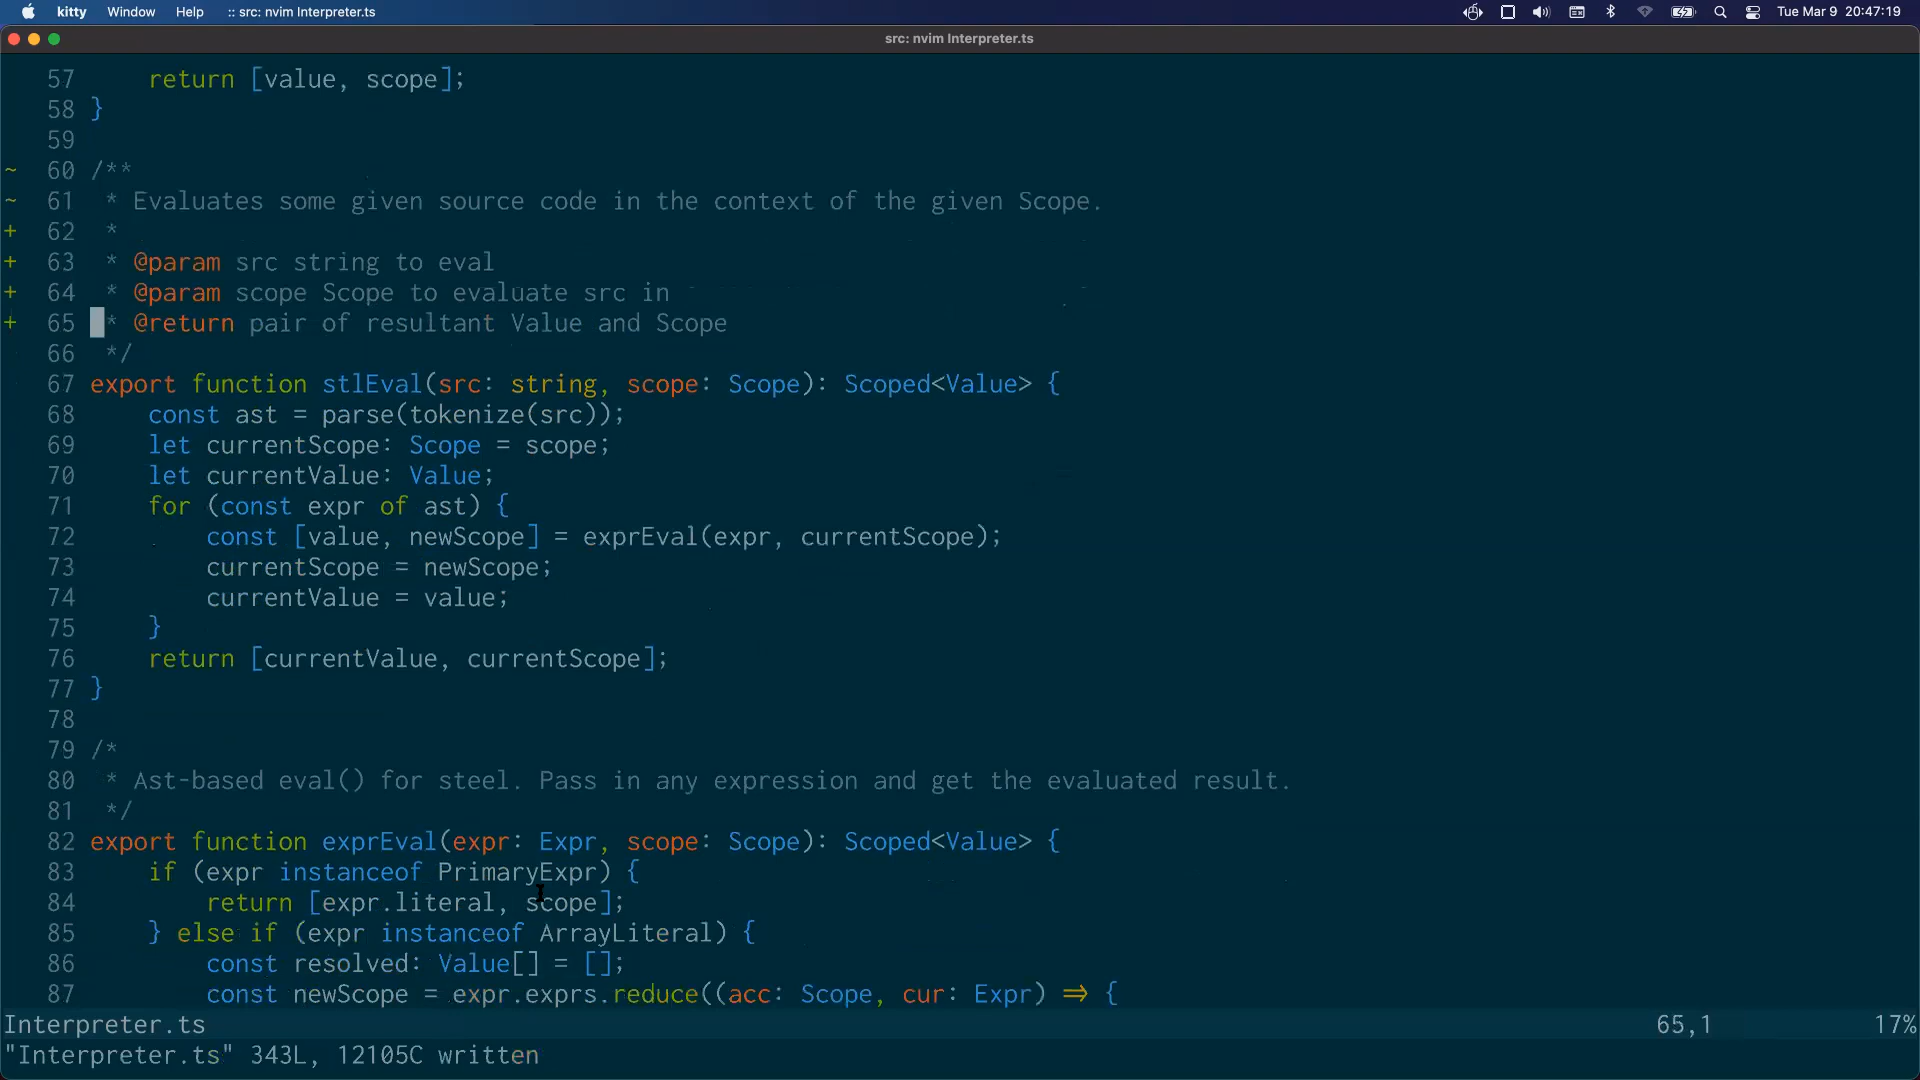 kitty Window Help :: src: nvim Interpreter.ts Tue Mar 9 20:47:19
src: nvim Interpreter.ts
57     return [value, scope];
58 }
59
~ 60 /**
~ 61  * Evaluates some given source code in the context of the given Scope.
+ 62  *
+ 63  * @param src string to eval
+ 64  * @param scope Scope to evaluate src in
+ 65  * @return pair of resultant Value and Scope
66  */
67 export function stlEval(src: string, scope: Scope): Scoped<Value> {
68     const ast = parse(tokenize(src));
69     let currentScope: Scope = scope;
70     let currentValue: Value;
71     for (const expr of ast) {
72         const [value, newScope] = exprEval(expr, currentScope);
73         currentScope = newScope;
74         currentValue = value;
75     }
76     return [currentValue, currentScope];
77 }
78
79 /*
80  * Ast-based eval() for steel. Pass in any expression and get the evaluated result.
81  */
82 export function exprEval(expr: Expr, scope: Scope): Scoped<Value> {
83     if (expr instanceof PrimaryExpr) {
84         return [expr.literal, scope];
85     } else if (expr instanceof ArrayLiteral) {
86         const resolved: Value[] = [];
87         const newScope = expr.exprs.reduce((acc: Scope, cur: Expr) ⇒ {
Interpreter.ts 65,1 17%
"Interpreter.ts" 343L, 12105C written